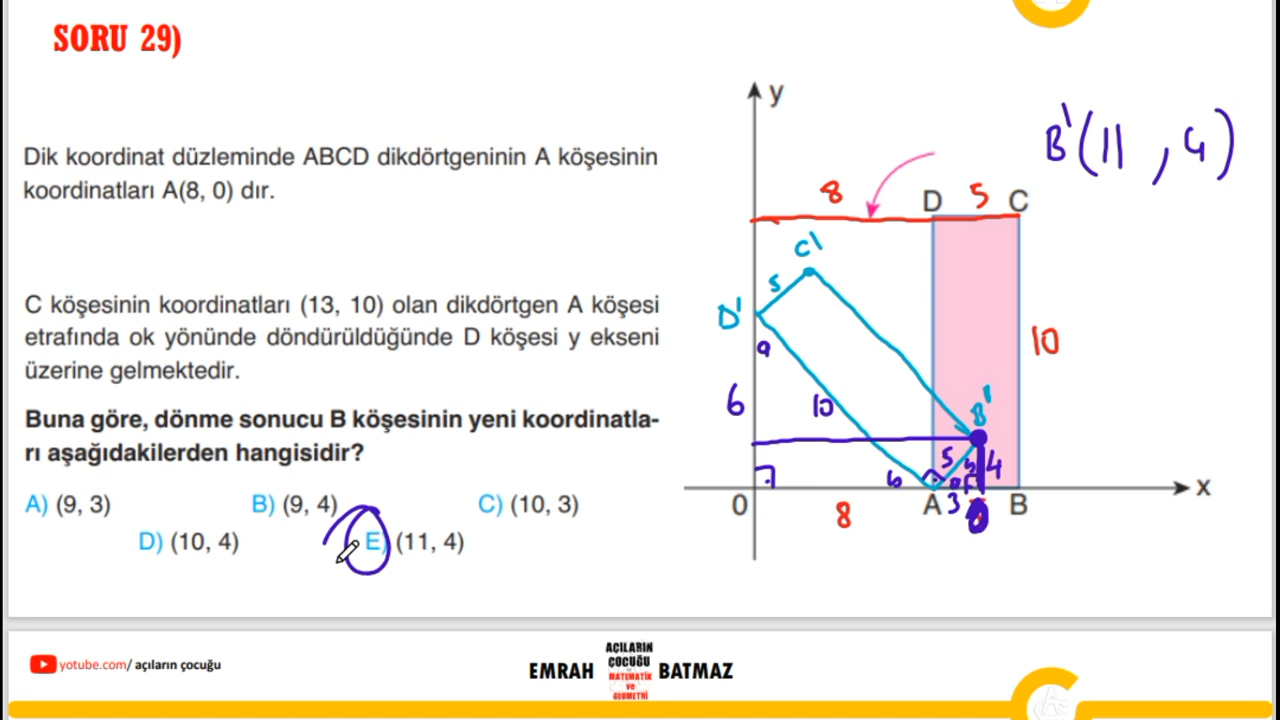 SORU 29)
Dik koordinat düzleminde ABCD dikdörtgeninin A köşesinin
koordinatları A(8, 0) dır.
C köşesinin koordinatları (13, 10) olan dikdörtgen A köşesi
etrafında ok yönünde döndürüldüğünde D köşesi y ekseni
üzerine gelmektedir.
Buna göre, dönme sonucu B köşesinin yeni koordinatla-
rı aşağıdakilerden hangisidir?
A) (9, 3) B) (9, 4) C) (10, 3)
D) (10, 4) E) (11, 4)
y
B'(11 , 4)
8 D 5 C
C'
5
D'
10
6 10 B'
5 4
0 8 A 3 B x
yotube.com/ açıların çocuğu
EMRAH BATMAZ
AÇILARIN
ÇOCUĞU
MATEMATİK
ve
GEOMETRİ